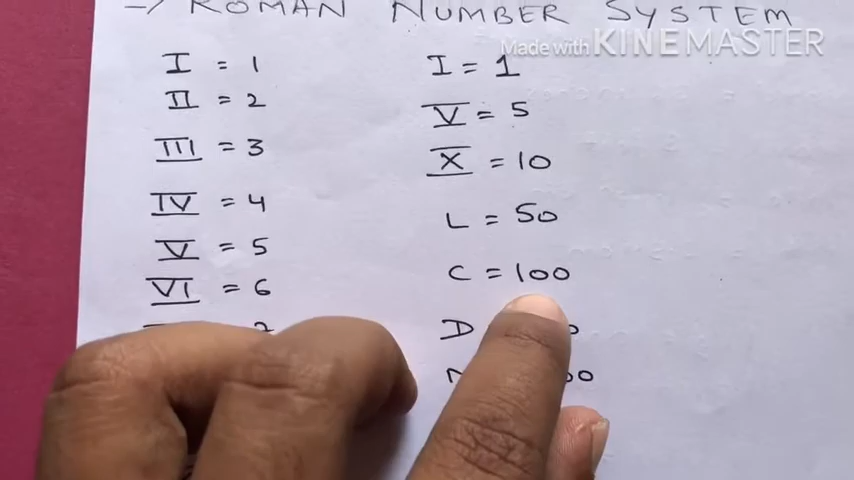 -> ROMAN NUMBER SYSTEM
Made with KINEMASTER
I = 1
II = 2
III = 3
IV = 4
V = 5
VI = 6
I = 1
V = 5
X = 10
L = 50
C = 100
D